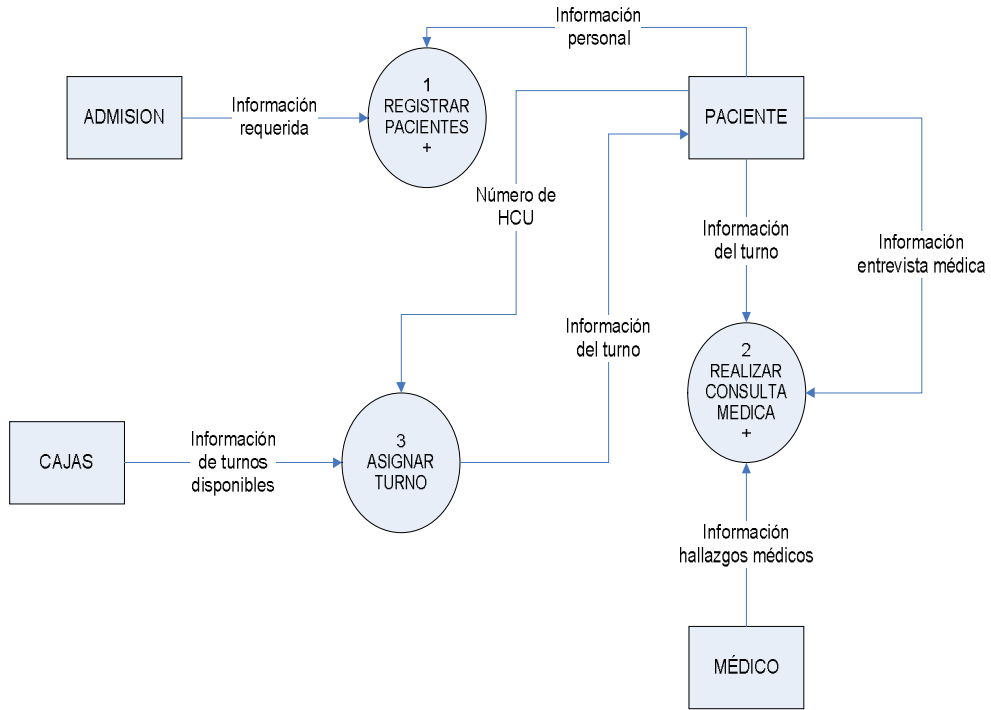 Información
personal
1
REGISTRAR
PACIENTES
+
ADMISION
Información
requerida
PACIENTE
Número de
HCU
Información
del turno
Información
entrevista médica
Información
del turno
2
REALIZAR
CONSULTA
MEDICA
+
CAJAS
Información
de turnos
disponibles
3
ASIGNAR
TURNO
Información
hallazgos médicos
MÉDICO